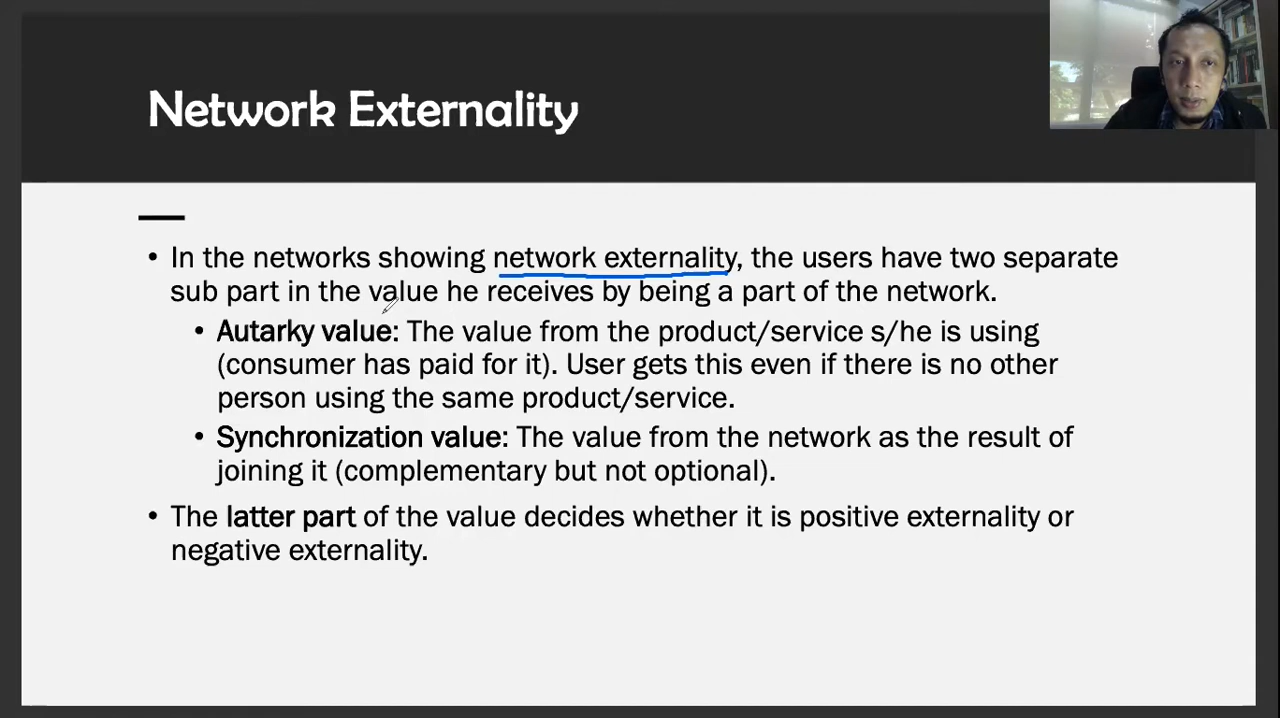 Network Externality
• In the networks showing network externality, the users have two separate
sub part in the value he receives by being a part of the network.
• Autarky value: The value from the product/service s/he is using
(consumer has paid for it). User gets this even if there is no other
person using the same product/service.
• Synchronization value: The value from the network as the result of
joining it (complementary but not optional).
• The latter part of the value decides whether it is positive externality or
negative externality.